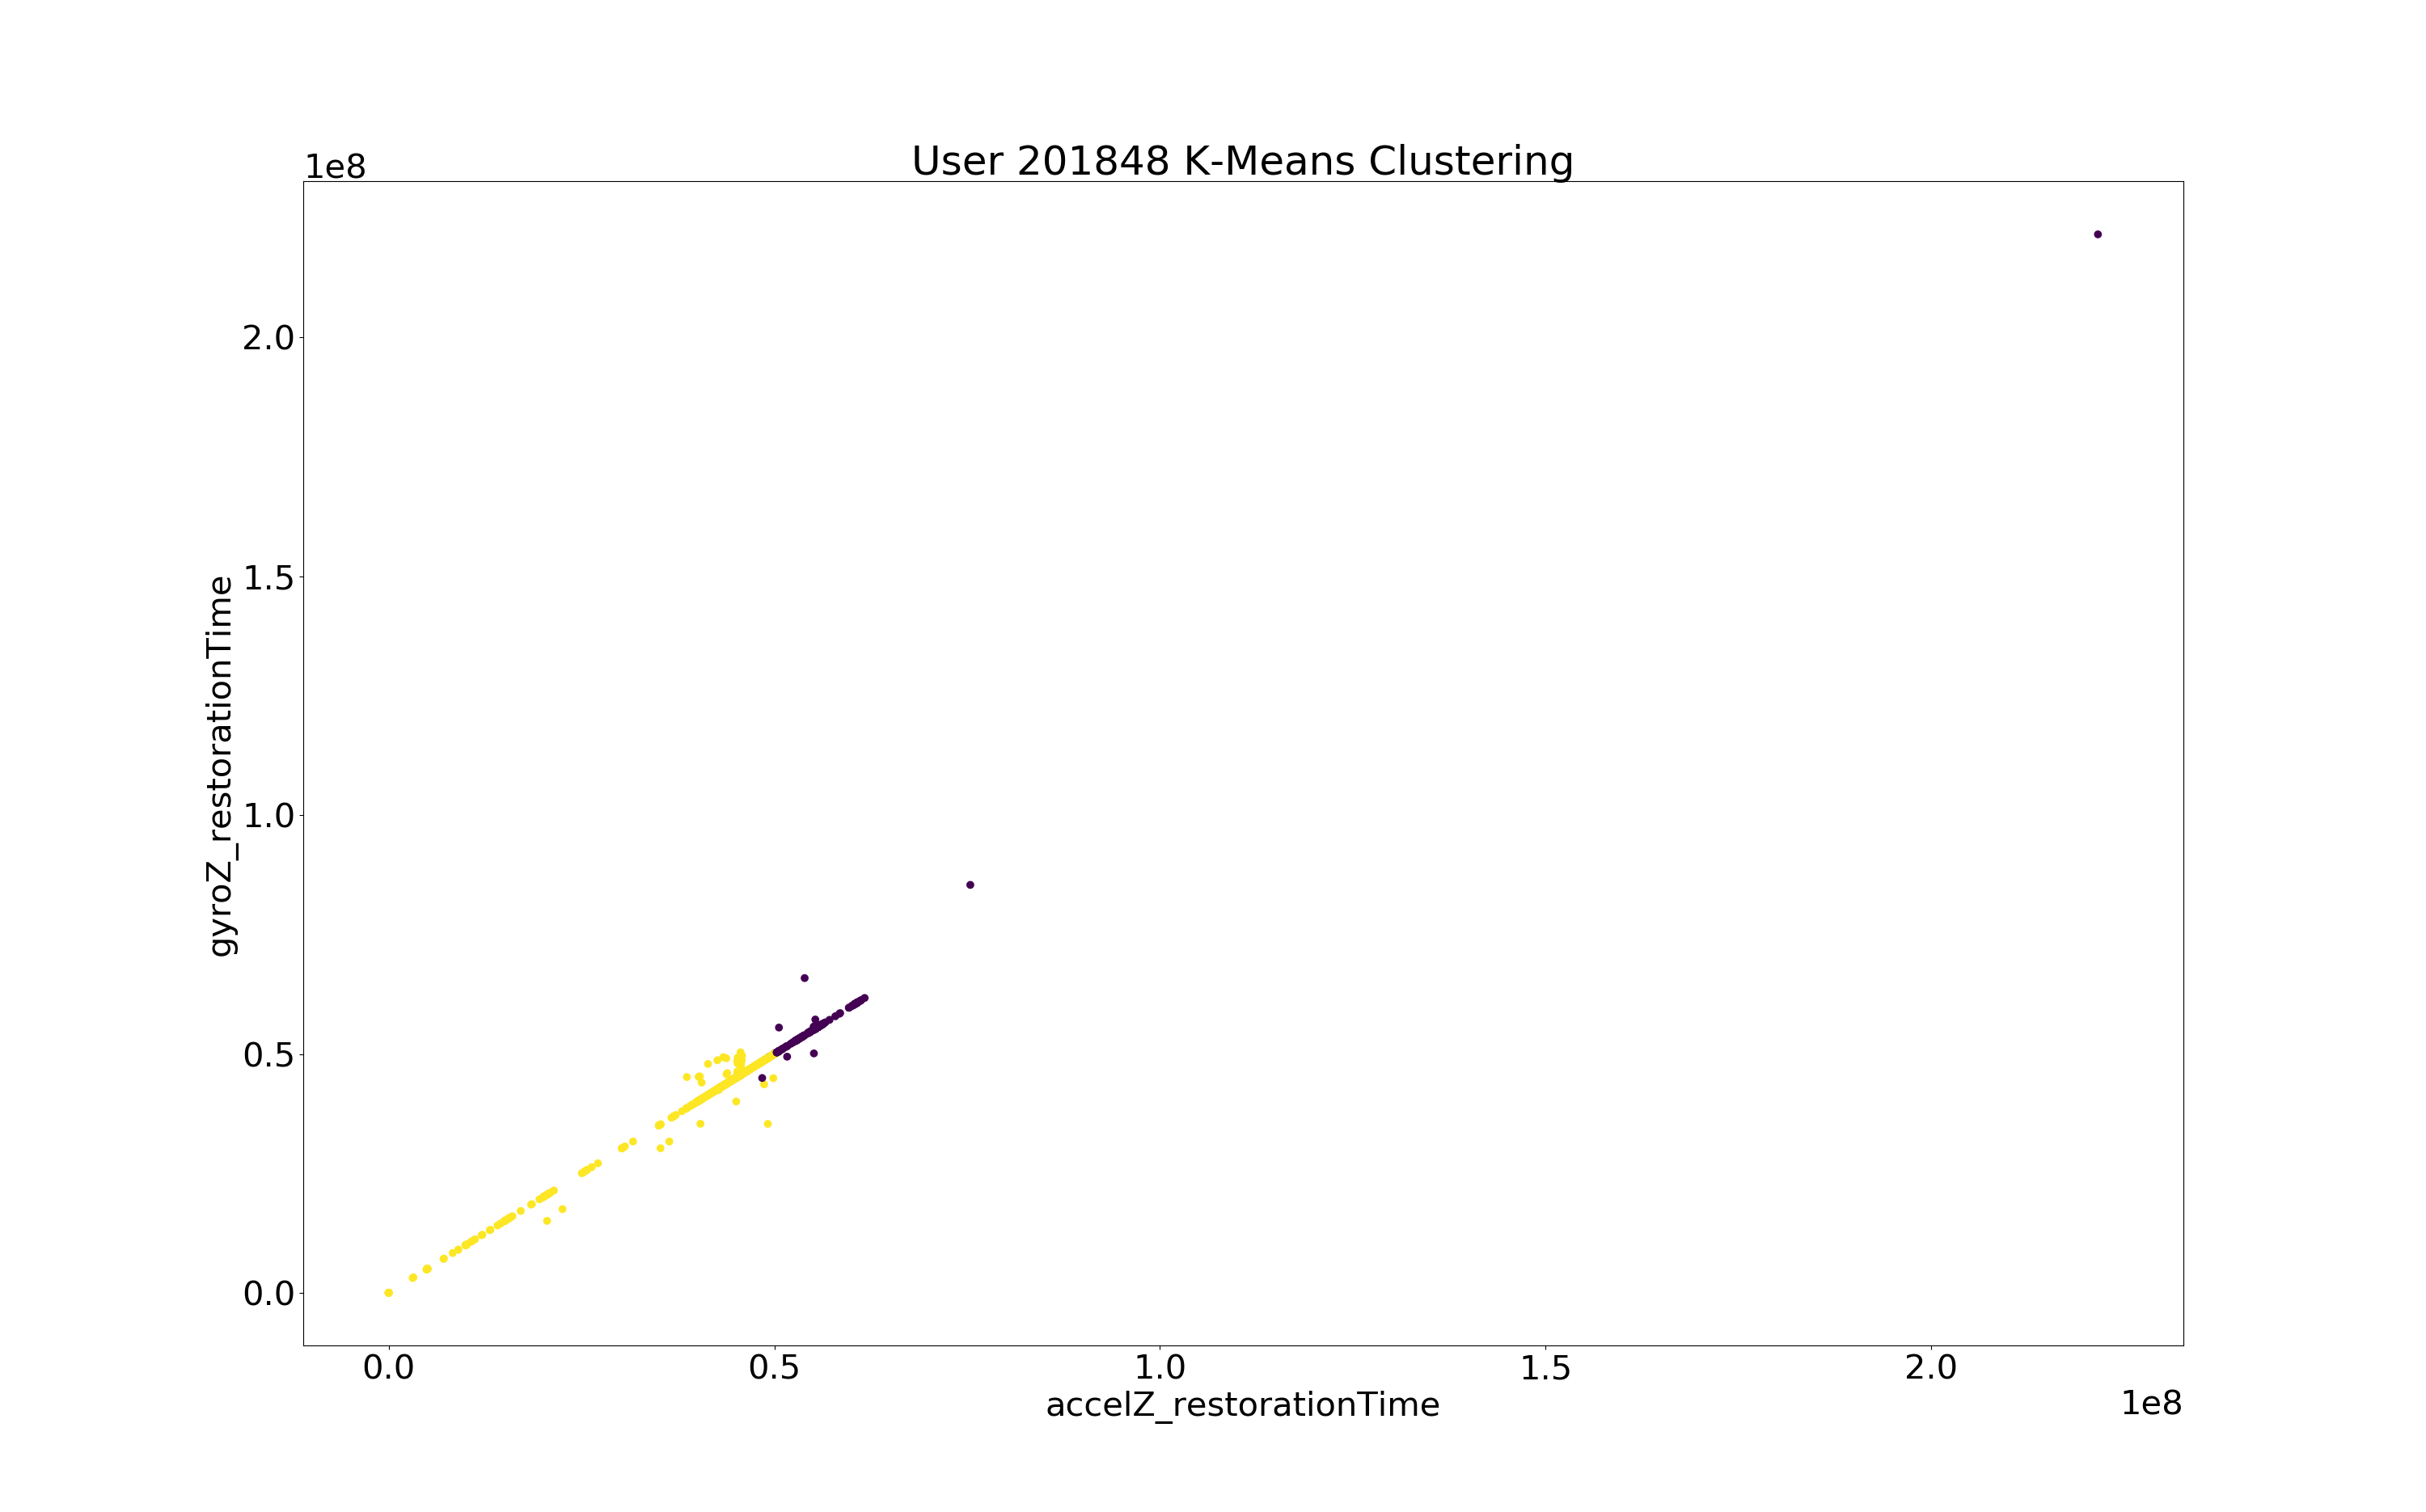 User 201848 K-Means Clustering
1e8
2.0
1.5
1.0
0.5
0.0
gyroZ_restorationTime
0.0 0.5 1.0 1.5 2.0
accelZ_restorationTime
1e8